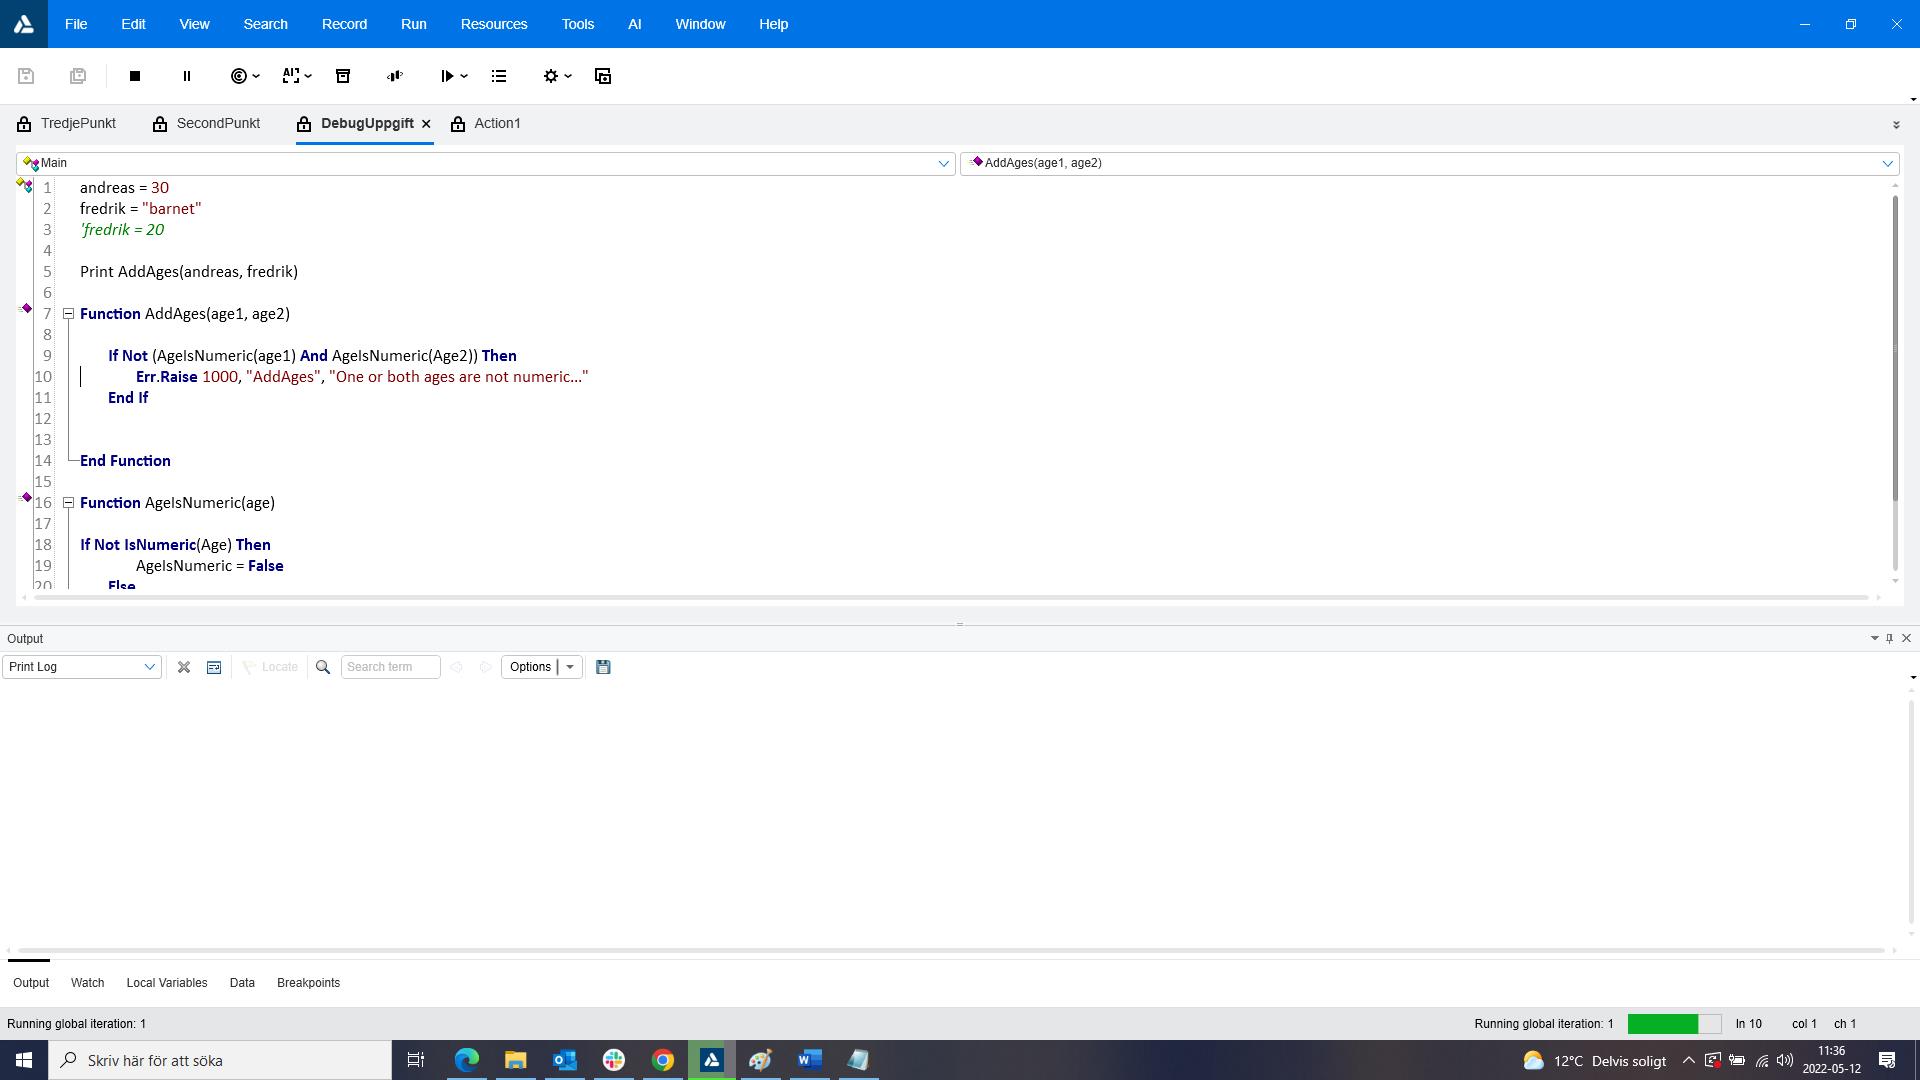 File Edit View Search Record Run Resources Tools AI Window Help
AI
TredjePunkt SecondPunkt DebugUppgift Action1
Main AddAges(age1, age2)
1 andreas = 30
2 fredrik = "barnet"
3 'fredrik = 20
4
5 Print AddAges(andreas, fredrik)
6
7 Function AddAges(age1, age2)
8
9 If Not (AgeIsNumeric(age1) And AgeIsNumeric(Age2)) Then
10 Err.Raise 1000, "AddAges", "One or both ages are not numeric..."
11 End If
12
13
14 End Function
15
16 Function AgeIsNumeric(age)
17
18 If Not IsNumeric(Age) Then
19 AgeIsNumeric = False
20 Else
Output
Print Log Locate Search term Options
Output Watch Local Variables Data Breakpoints
Running global iteration: 1 Running global iteration: 1 ln 10 col 1 ch 1
Skriv här för att söka 12°C Delvis soligt 11:36
2022-05-12